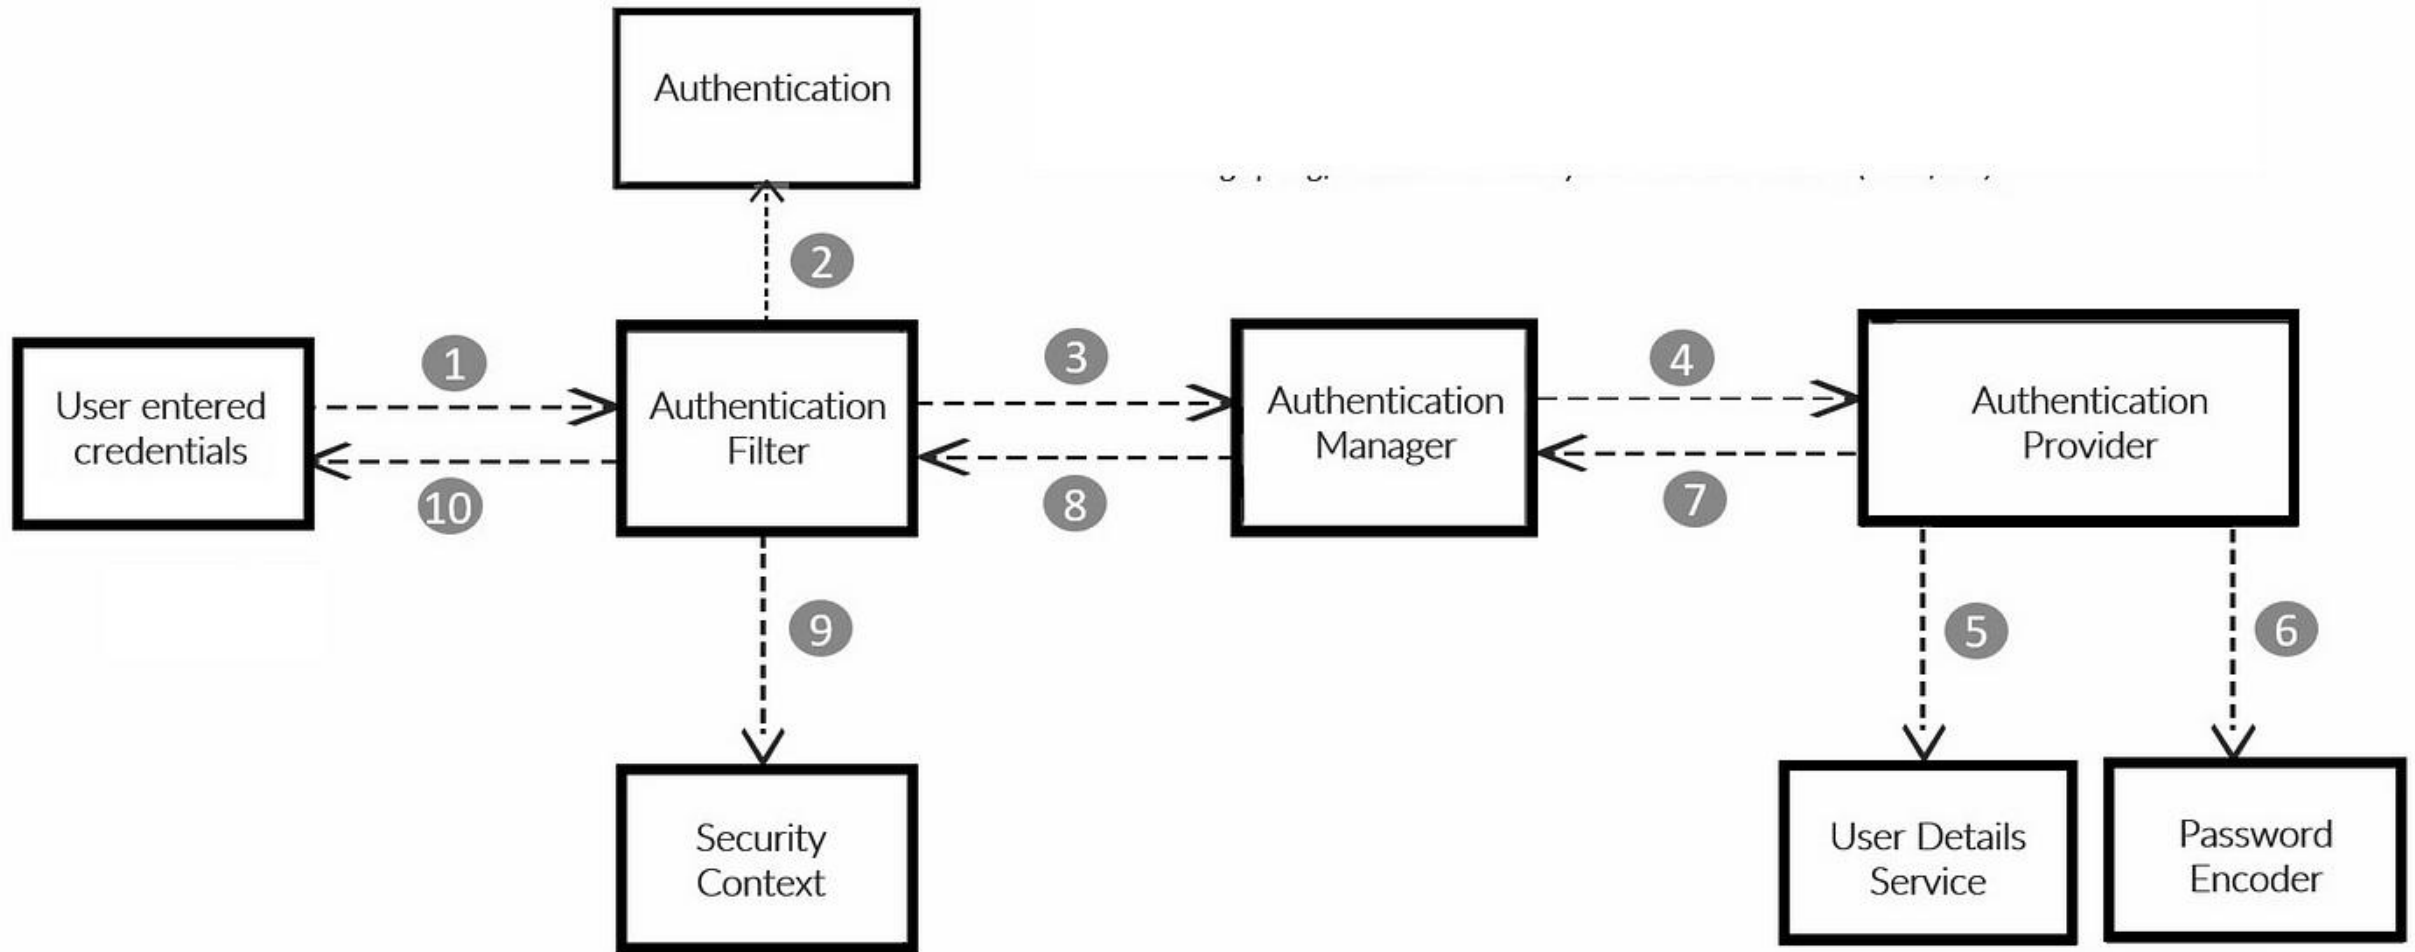 Authentication
2
User entered
credentials
1
10
Authentication
Filter
3
8
Authentication
Manager
4
7
Authentication
Provider
9
5
6
Security
Context
User Details
Service
Password
Encoder